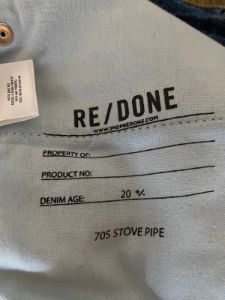 RE/DONE
WWW.SHOPREDONE.COM
PROPERTY OF:
PRODUCT NO:
DENIM AGE: 20 +/-
705 STOVE PIPE